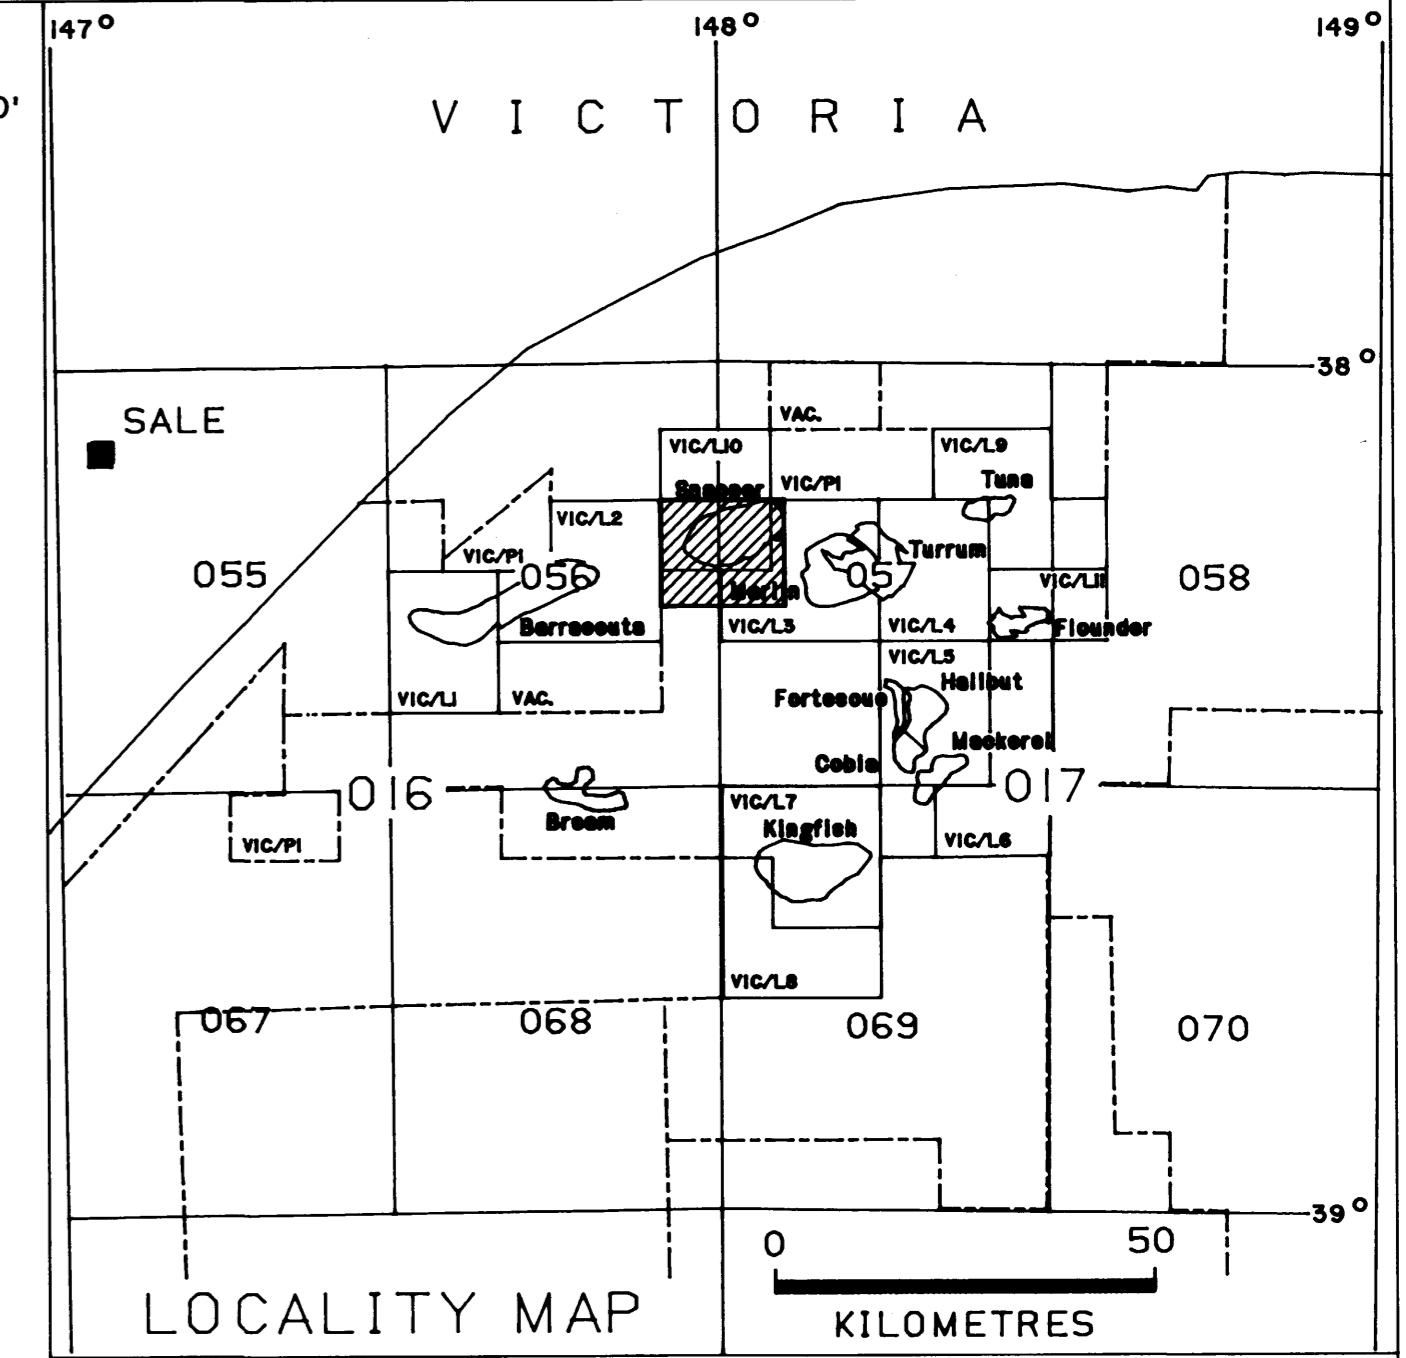 147°
148°
149°
0'
VICTORIA
38°
SALE
VAC.
VIC/L10
VIC/L9
VIC/P1
Snapper
Tuna
VIC/L2
VIC/P1
Turrum
055
056
05
VIC/L11
058
Marlin
Barracouta
VIC/L3
VIC/L4
Flounder
VIC/L5
Halibut
VIC/L1
VAC.
Fortescue
Mackerel
Cobia
016
017
VIC/L7
Bream
Kingfish
VIC/P1
VIC/L6
VIC/L8
067
068
069
070
39°
0
50
LOCALITY MAP
KILOMETRES